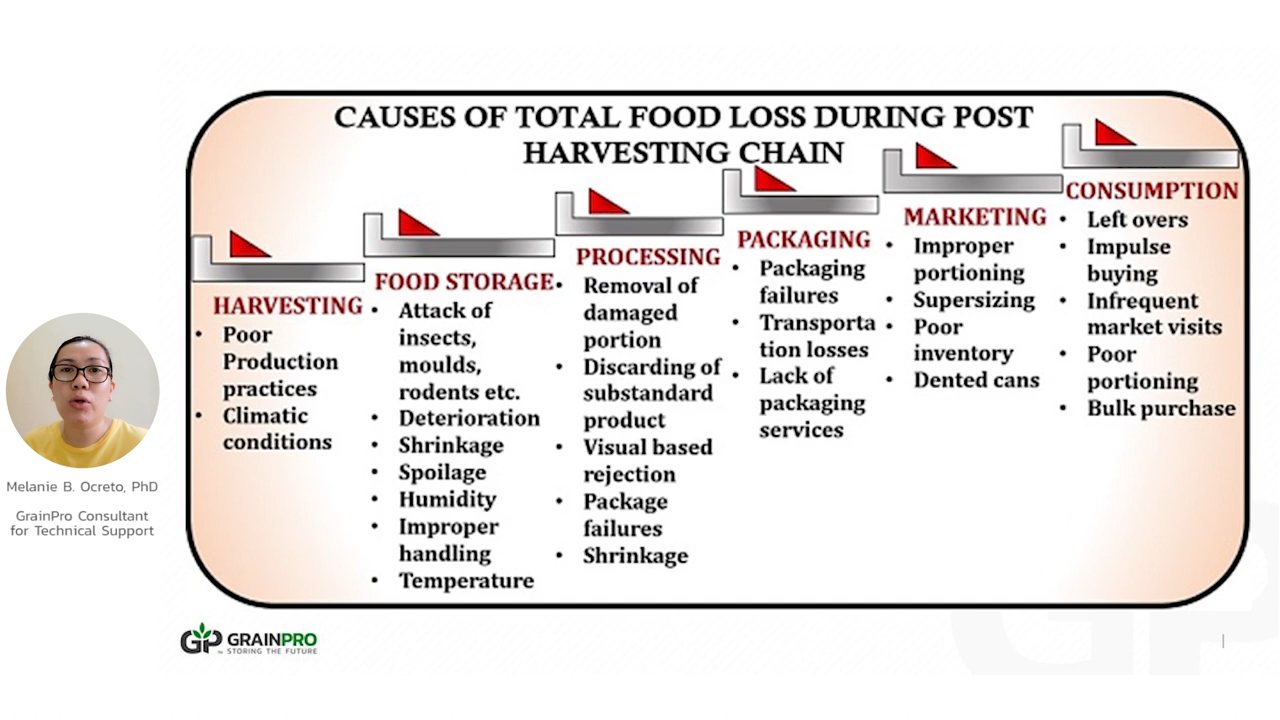 CAUSES OF TOTAL FOOD LOSS DURING POST
HARVESTING CHAIN
HARVESTING
• Poor
Production
practices
• Climatic
conditions
FOOD STORAGE
• Attack of
insects,
moulds,
rodents etc.
• Deterioration
• Shrinkage
• Spoilage
• Humidity
• Improper
handling
• Temperature
PROCESSING
• Removal of
damaged
portion
• Discarding of
substandard
product
• Visual based
rejection
• Package
failures
• Shrinkage
PACKAGING
• Packaging
failures
• Transporta
tion losses
• Lack of
packaging
services
MARKETING
• Improper
portioning
• Supersizing
• Poor
inventory
• Dented cans
CONSUMPTION
• Left overs
• Impulse
buying
• Infrequent
market visits
• Poor
portioning
• Bulk purchase
Melanie B. Ocreto, PhD
GrainPro Consultant
for Technical Support
GP GRAINPRO
STORING THE FUTURE